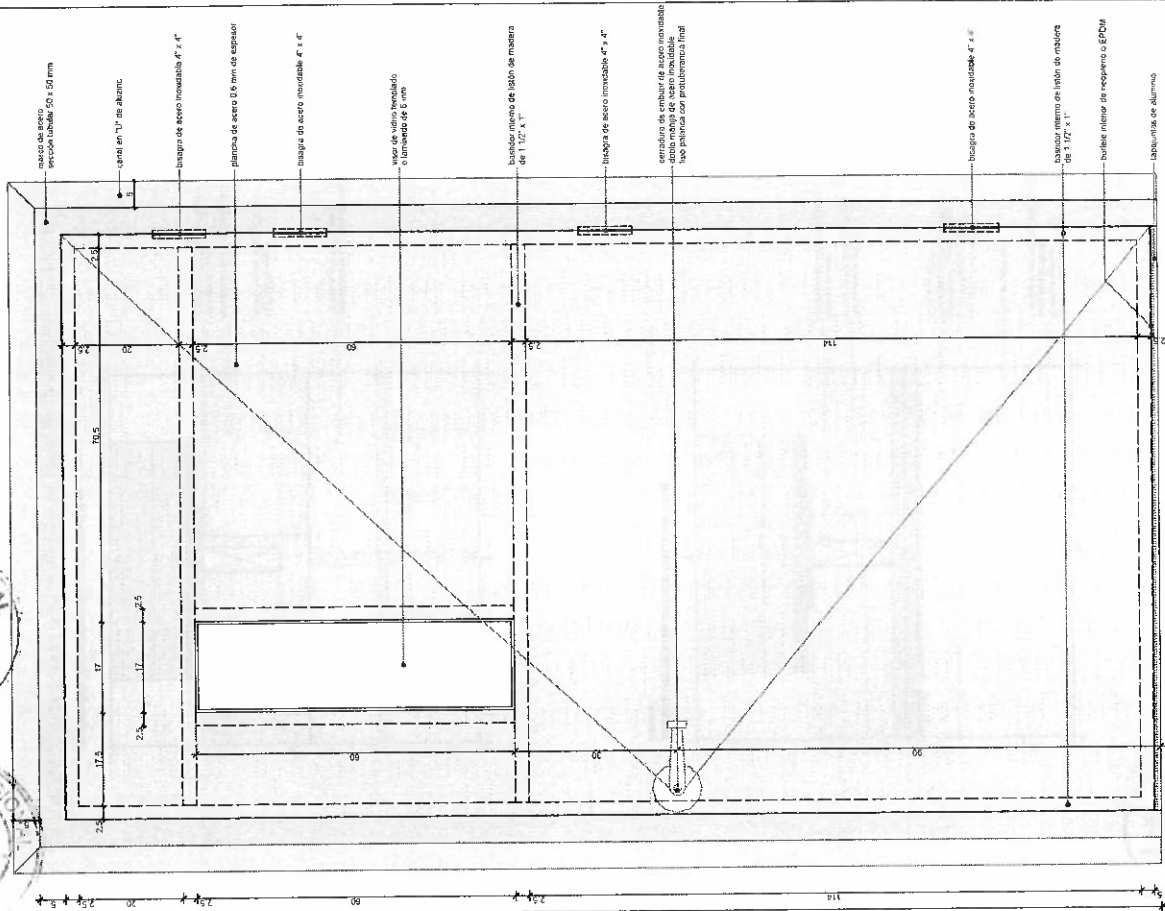 marco de acero
sección tubular 50 x 50 mm
canal en "U" de aluzinc
bisagra de acero inoxidable 4" x 4"
plancha de acero 0.6 mm de espesor
bisagra de acero inoxidable 4" x 4"
visor de vidrio templado
o laminado de 6 mm
bastidor interno de listón de madera
de 1 1/2" x 1"
bisagra de acero inoxidable 4" x 4"
cerradura de embutir de acero inoxidable
doble manija de acero inoxidable
tipo palanca con protuberancia final
bisagra de acero inoxidable 4" x 4"
bastidor interno de listón de madera
de 1 1/2" x 1"
burlete inferior de neopreno o EPDM
tapajuntas de aluminio
5
2.5
2.5
20
2.5
60
2.5
114
70.5
2.5
17
17
2.5
17.5
2.5
60
30
90
5
2.5
20
2.5
60
2.5
114